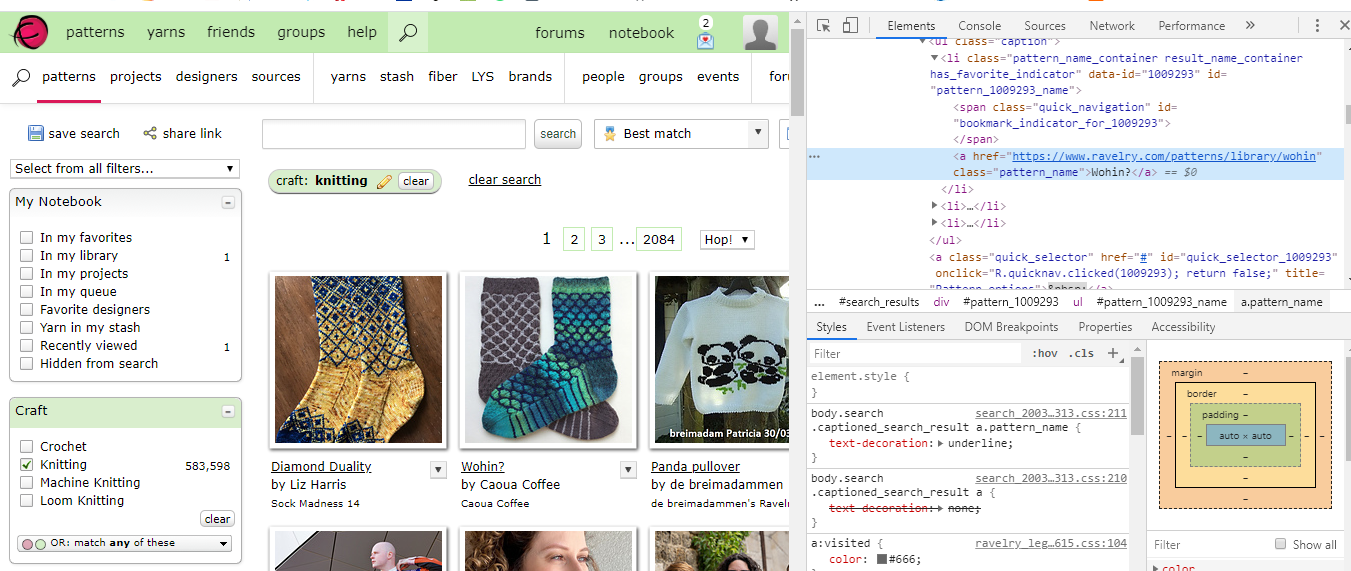 patterns yarns friends groups help forums notebook 2
patterns projects designers sources yarns stash fiber LYS brands people groups events foru
save search share link search Best match
Select from all filters...
craft: knitting clear clear search
My Notebook
In my favorites
In my library 1
In my projects
In my queue
Favorite designers
Yarn in my stash
Recently viewed 1
Hidden from search
1 2 3 ... 2084 Hop!
Craft
Crochet
Knitting 583,598
Machine Knitting
Loom Knitting
clear
OR: match any of these
breimadam Patricia 30/03
Diamond Duality
by Liz Harris
Sock Madness 14
Wohin?
by Caoua Coffee
Caoua Coffee
Panda pullover
by de breimadammen
de breimadammen's Raveln
Elements Console Sources Network Performance »
<ul class="caption">
<li class="pattern_name_container result_name_container
has_favorite_indicator" data-id="1009293" id=
"pattern_1009293_name">
<span class="quick_navigation" id=
"bookmark_indicator_for_1009293">
</span>
<a href="https://www.ravelry.com/patterns/library/wohin"
class="pattern_name">Wohin?</a> == $0
</li>
<li>…</li>
<li>…</li>
</ul>
<a class="quick_selector" href="#" id="quick_selector_1009293"
onclick="R.quicknav.clicked(1009293); return false;" title=
"Pattern options">&nbsp;</a>
... #search_results div #pattern_1009293 ul #pattern_1009293_name a.pattern_name
Styles Event Listeners DOM Breakpoints Properties Accessibility
Filter :hov .cls +
element.style {
}
body.search search_2003…313.css:211
.captioned_search_result a.pattern_name {
text-decoration: underline;
}
body.search search_2003…313.css:210
.captioned_search_result a {
text-decoration: none;
}
a:visited { ravelry_leg…615.css:104
color: #666;
margin -
border -
padding -
- - - auto × auto - - -
-
-
-
Filter Show all
color